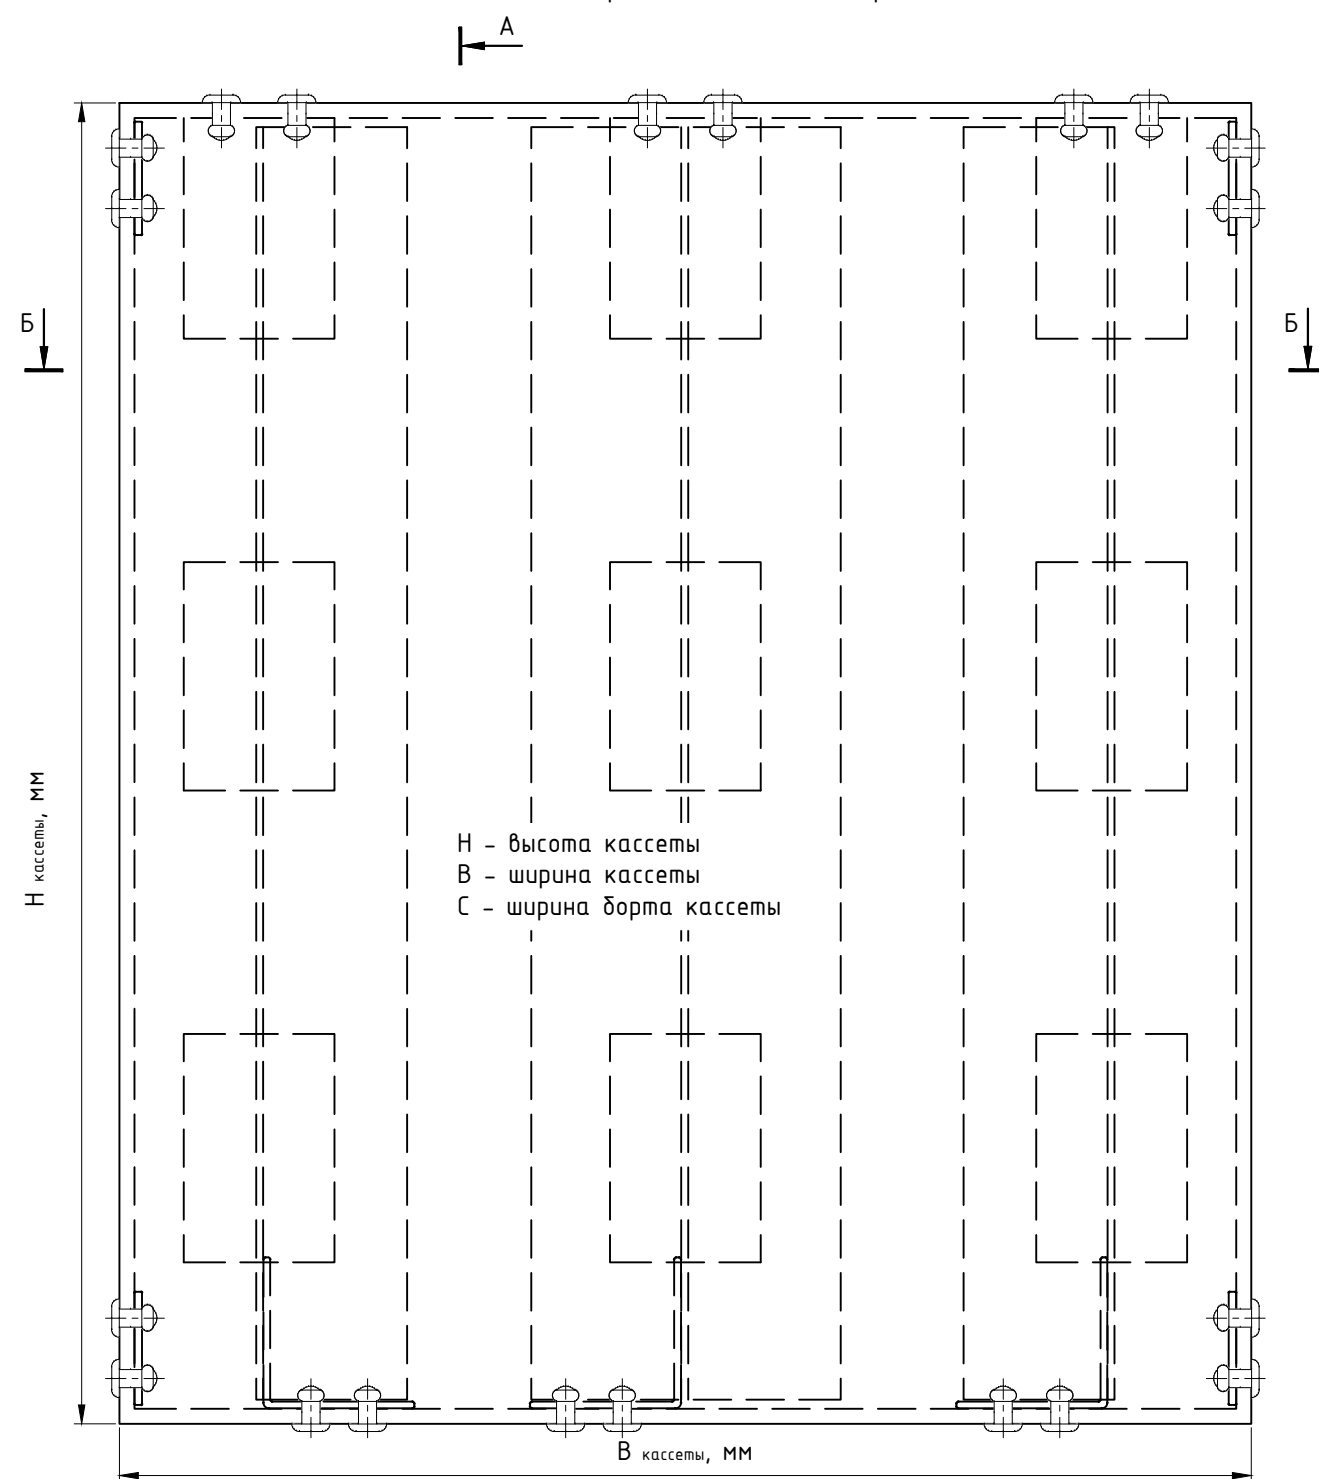 А
Б
Б
H кассеты, мм
H – высота кассеты
B – ширина кассеты
C – ширина борта кассеты
B кассеты, мм